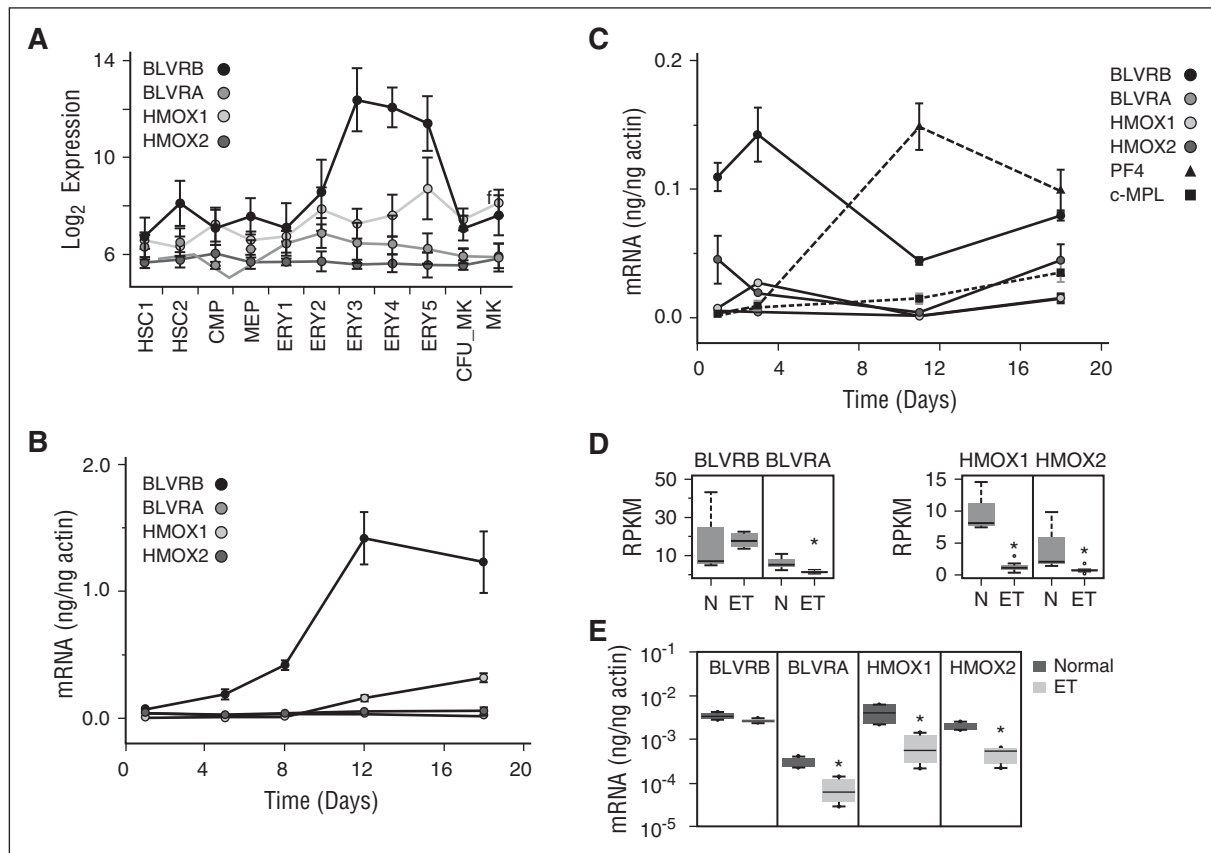 A
14
10
6
Log2 Expression
BLVRB
BLVRA
HMOX1
HMOX2
f
HSC1
HSC2
CMP
MEP
ERY1
ERY2
ERY3
ERY4
ERY5
CFU_MK
MK
C
0.2
0.1
0.0
mRNA (ng/ng actin)
BLVRB
BLVRA
HMOX1
HMOX2
PF4
c-MPL
0 4 8 12 16 20
Time (Days)
B
2.0
1.0
0.0
mRNA (ng/ng actin)
BLVRB
BLVRA
HMOX1
HMOX2
0 4 8 12 16 20
Time (Days)
D
BLVRB BLVRA
50
30
10
RPKM
*
N ET N ET
HMOX1 HMOX2
15
10
5
0
RPKM
* *
N ET N ET
E
10-1
10-2
10-3
10-4
10-5
mRNA (ng/ng actin)
BLVRB BLVRA HMOX1 HMOX2
* * *
Normal
ET